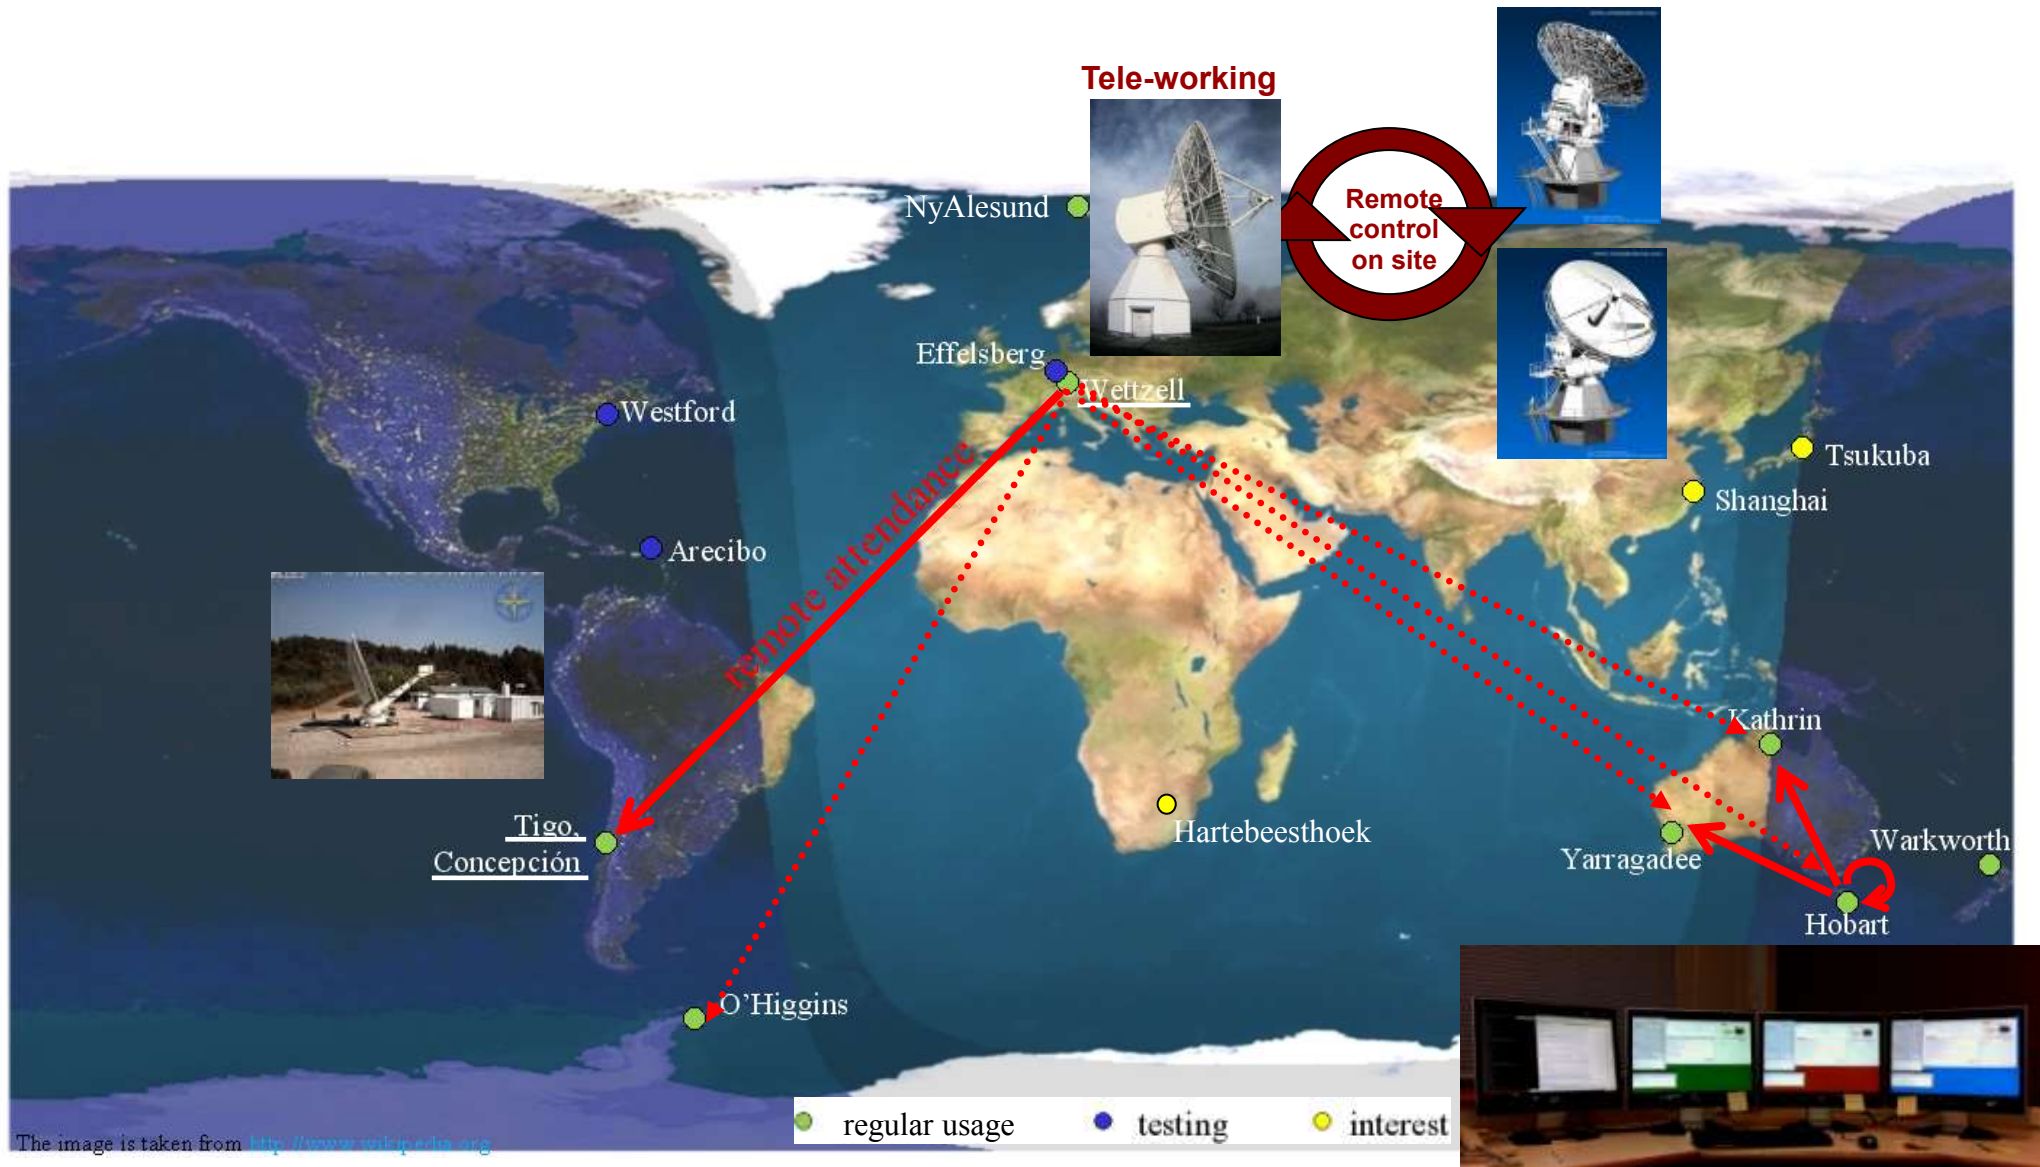 Tele-working
NyAlesund
Remote
control
on site
Effelsberg
Wettzell
Westford
Tsukuba
Shanghai
Arecibo
remote attendance
Kathrin
Tigo,
Concepción
Hartebeesthoek
Yarragadee
Warkworth
Hobart
O'Higgins
regular usage
testing
interest
The image is taken from http://www.wikipedia.org